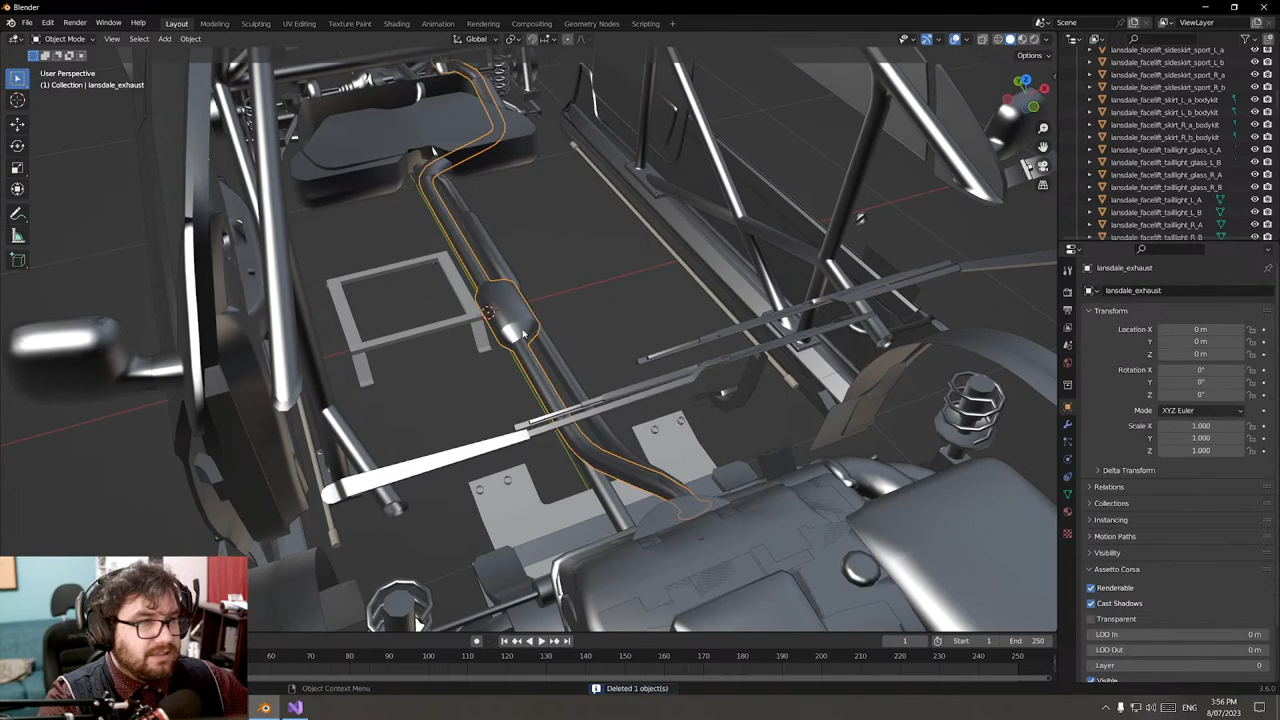 Blender
File Edit Render Window Help Layout Modeling Sculpting UV Editing Texture Paint Shading Animation Rendering Compositing Geometry Nodes Scripting + Scene ViewLayer
Object Mode View Select Add Object Global
Options
User Perspective
(1) Collection | lansdale_exhaust
lansdale_facelift_sideskirt_sport_L_a
lansdale_facelift_sideskirt_sport_L_b
lansdale_facelift_sideskirt_sport_R_a
lansdale_facelift_sideskirt_sport_R_b
lansdale_facelift_skirt_L_a_bodykit
lansdale_facelift_skirt_L_b_bodykit
lansdale_facelift_skirt_R_a_bodykit
lansdale_facelift_skirt_R_b_bodykit
lansdale_facelift_taillight_glass_L_A
lansdale_facelift_taillight_glass_L_B
lansdale_facelift_taillight_glass_R_A
lansdale_facelift_taillight_glass_R_B
lansdale_facelift_taillight_L_A
lansdale_facelift_taillight_L_B
lansdale_facelift_taillight_R_A
lansdale_facelift_taillight_R_B
lansdale_exhaust
lansdale_exhaust
Transform
Location X 0 m
Y 0 m
Z 0 m
Rotation X 0°
Y 0°
Z 0°
Mode XYZ Euler
Scale X 1.000
Y 1.000
Z 1.000
Delta Transform
Relations
Collections
Instancing
Motion Paths
Visibility
Assetto Corsa
Renderable
Cast Shadows
Transparent
LOD In 0 m
LOD Out 0 m
Layer 0
Visible
1 Start 1 End 250
60 70 80 90 100 110 120 130 140 150 160 170 180 190 200 210 220 230 240 250
Object Context Menu Deleted 1 object(s) 3.6.0
ENG 3:56 PM
8/07/2023